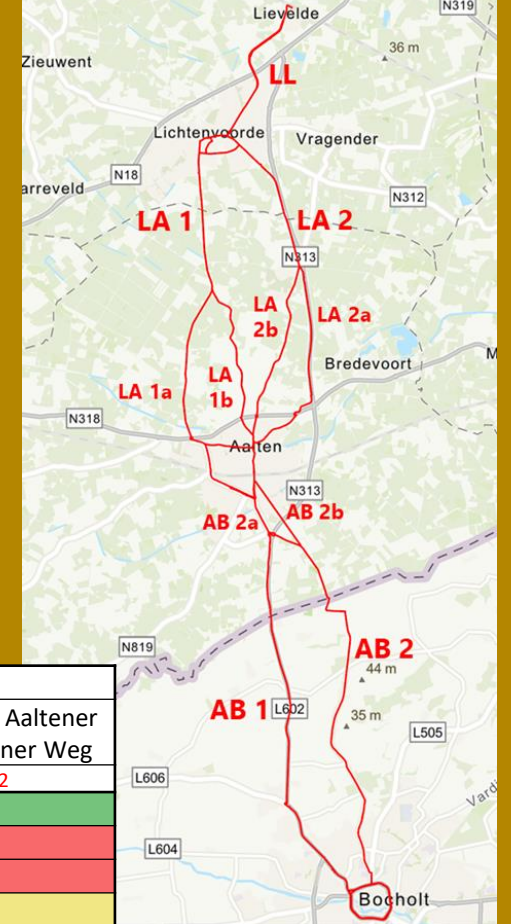 N319
Lievelde
36 m
Zieuwent
LL
Lichtenvoorde
Vragender
N18
arreveld
N312
LA 1
LA 2
N313
LA
2b
LA 2a
Bredevoort
M
LA
1b
LA 1a
N318
Aalten
N313
AB 2b
AB 2a
N819
AB 2
44 m
AB 1
L602
35 m
L505
Aaltener
ner Weg
2
L606
Vardi
L604
Bocholt